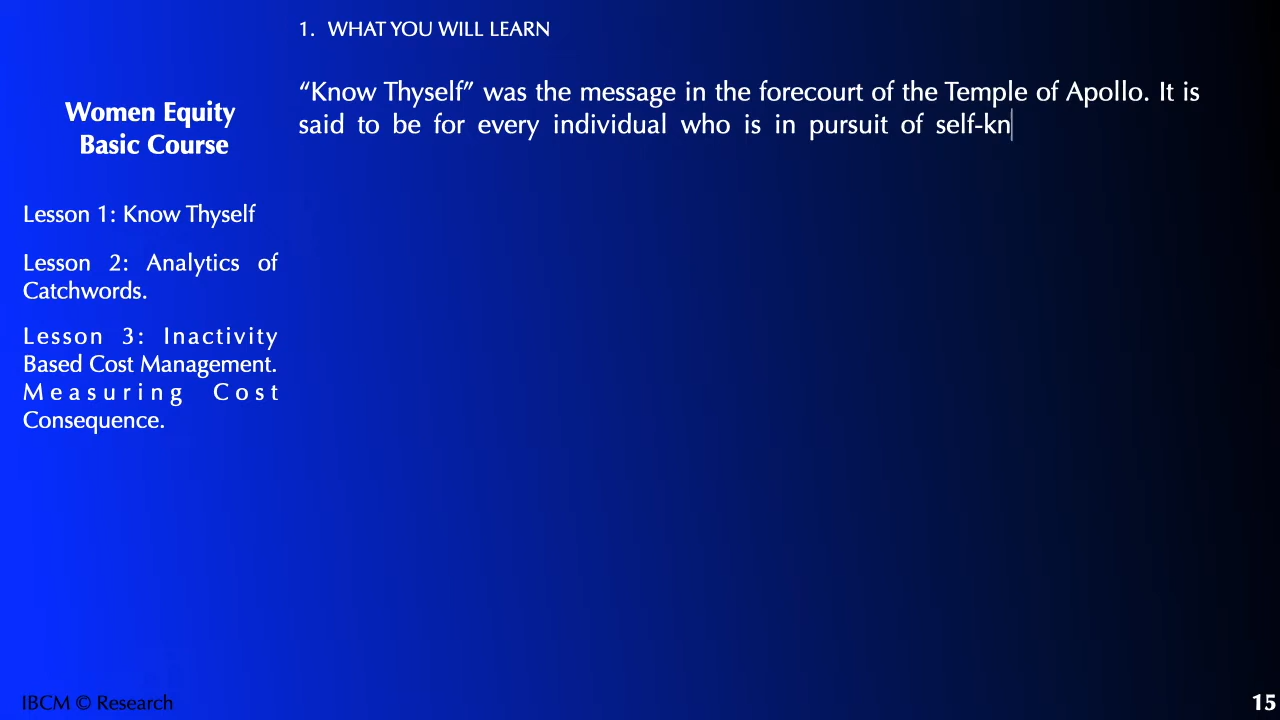 1. WHAT YOU WILL LEARN
“Know Thyself” was the message in the forecourt of the Temple of Apollo. It is
said to be for every individual who is in pursuit of self-kn
Women Equity
Basic Course
Lesson 1: Know Thyself
Lesson 2: Analytics of
Catchwords.
Lesson 3: Inactivity
Based Cost Management.
Measuring Cost
Consequence.
IBCM © Research
15